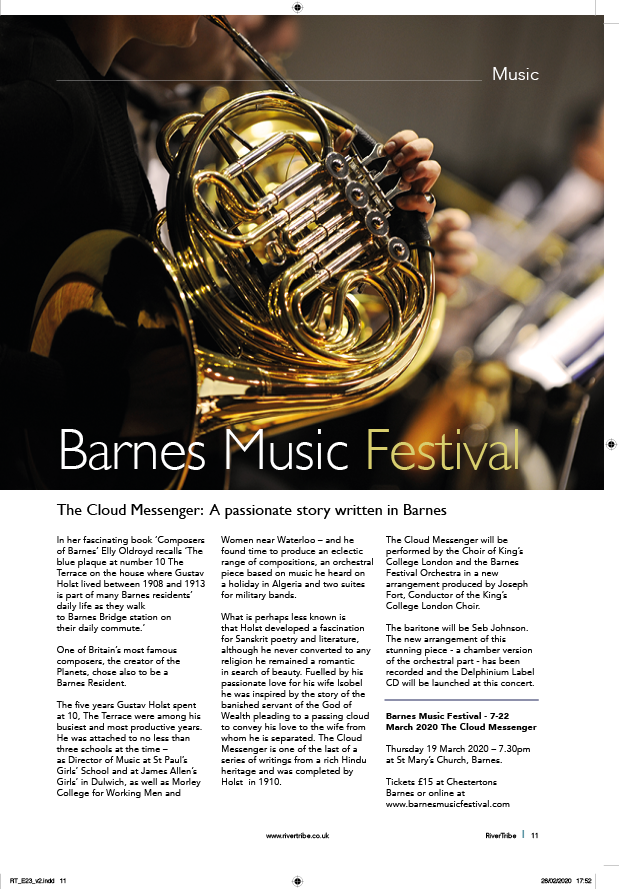 Music
Barnes Music Festival
The Cloud Messenger: A passionate story written in Barnes
In her fascinating book ‘Composers
of Barnes’ Elly Oldroyd recalls ‘The
blue plaque at number 10 The
Terrace on the house where Gustav
Holst lived between 1908 and 1913
is part of many Barnes residents’
daily life as they walk
to Barnes Bridge station on
their daily commute.’
One of Britain’s most famous
composers, the creator of the
Planets, chose also to be a
Barnes Resident.
The five years Gustav Holst spent
at 10, The Terrace were among his
busiest and most productive years.
He was attached to no less than
three schools at the time –
as Director of Music at St Paul’s
Girls’ School and at James Allen’s
Girls’ in Dulwich, as well as Morley
College for Working Men and
Women near Waterloo – and he
found time to produce an eclectic
range of compositions, an orchestral
piece based on music he heard on
a holiday in Algeria and two suites
for military bands.
What is perhaps less known is
that Holst developed a fascination
for Sanskrit poetry and literature,
although he never converted to any
religion he remained a romantic
in search of beauty. Fuelled by his
passionate love for his wife Isobel
he was inspired by the story of the
banished servant of the God of
Wealth pleading to a passing cloud
to convey his love to the wife from
whom he is separated. The Cloud
Messenger is one of the last of a
series of writings from a rich Hindu
heritage and was completed by
Holst in 1910.
The Cloud Messenger will be
performed by the Choir of King’s
College London and the Barnes
Festival Orchestra in a new
arrangement produced by Joseph
Fort, Conductor of the King’s
College London Choir.
The baritone will be Seb Johnson.
The new arrangement of this
stunning piece - a chamber version
of the orchestral part - has been
recorded and the Delphinium Label
CD will be launched at this concert.
Barnes Music Festival - 7-22
March 2020 The Cloud Messenger
Thursday 19 March 2020 – 7.30pm
at St Mary’s Church, Barnes.
Tickets £15 at Chestertons
Barnes or online at
www.barnesmusicfestival.com
www.rivertribe.co.uk
RiverTribe | 11
RT_E23_v2.indd 11
28/02/2020 17:52